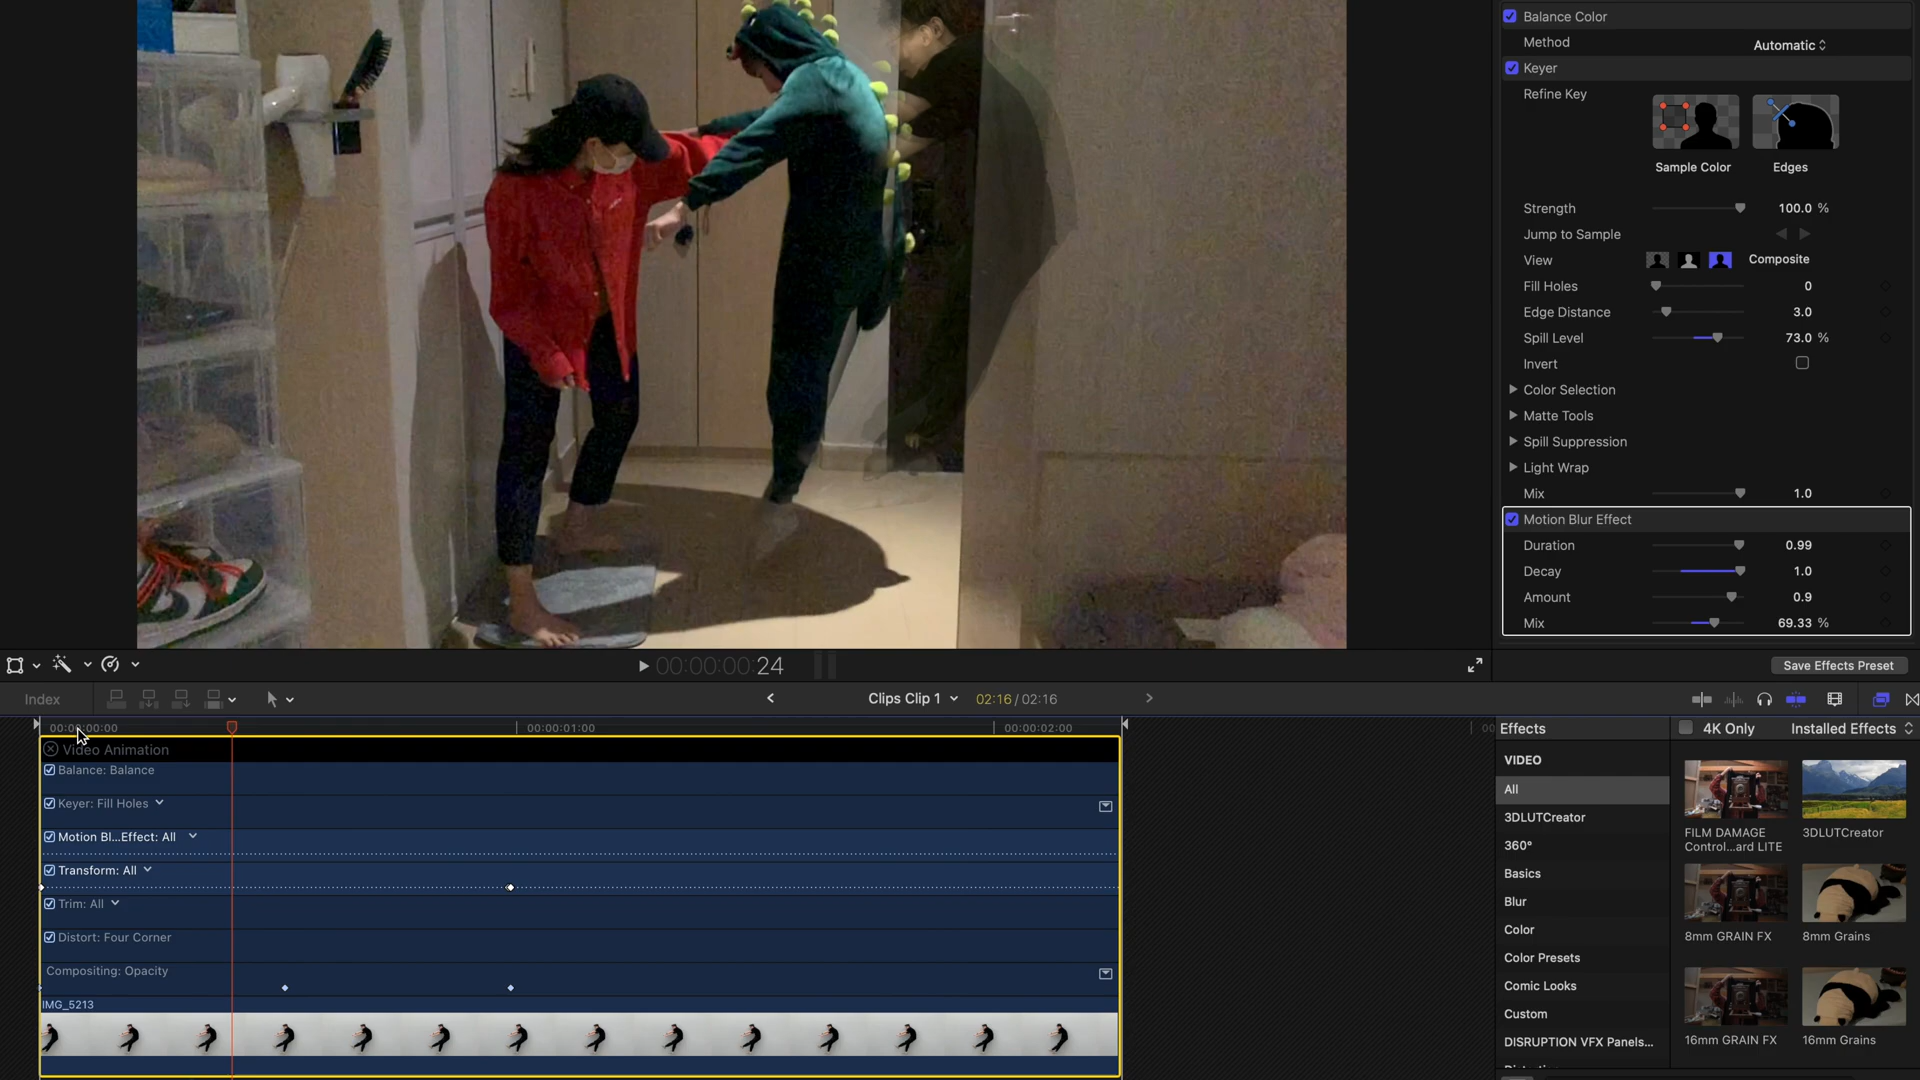 Balance Color
Method
Automatic
Keyer
Refine Key
Sample Color
Edges
Strength
100.0 %
Jump to Sample
View
Composite
Fill Holes
0
Edge Distance
3.0
Spill Level
73.0 %
Invert
Color Selection
Matte Tools
Spill Suppression
Light Wrap
Mix
1.0
Motion Blur Effect
Duration
0.99
Decay
1.0
Amount
0.9
Mix
69.33 %
00:00:00:24
Save Effects Preset
Index
Clips Clip 1
02:16 / 02:16
00:00:00:00
00:00:01:00
00:00:02:00
00
Video Animation
Balance: Balance
Keyer: Fill Holes
Motion Bl...Effect: All
Transform: All
Trim: All
Distort: Four Corner
Compositing: Opacity
IMG_5213
Effects
4K Only
Installed Effects
VIDEO
All
3DLUTCreator
360°
Basics
Blur
Color
Color Presets
Comic Looks
Custom
DISRUPTION VFX Panels...
FILM DAMAGE
Control...ard LITE
3DLUTCreator
8mm GRAIN FX
8mm Grains
16mm GRAIN FX
16mm Grains